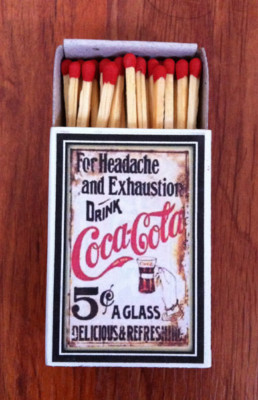 For Headache
and Exhaustion
DRINK
Coca-Cola
5¢
A GLASS
DELICIOUS & REFRESHING